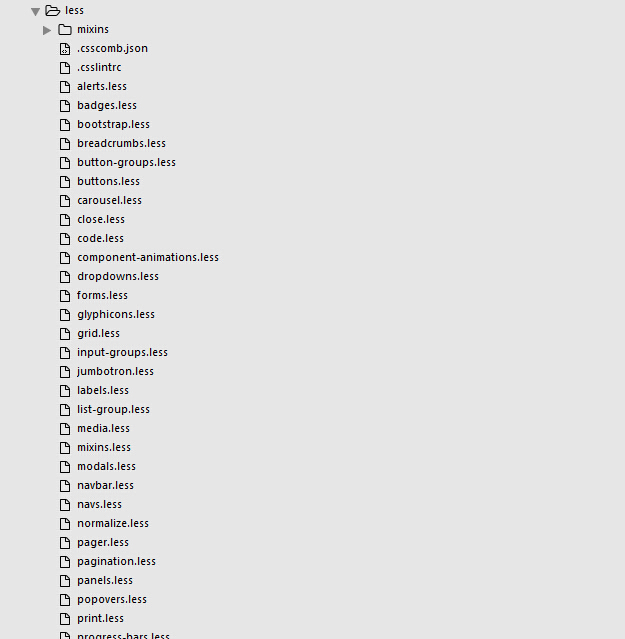 less
mixins
.csscomb.json
.csslintrc
alerts.less
badges.less
bootstrap.less
breadcrumbs.less
button-groups.less
buttons.less
carousel.less
close.less
code.less
component-animations.less
dropdowns.less
forms.less
glyphicons.less
grid.less
input-groups.less
jumbotron.less
labels.less
list-group.less
media.less
mixins.less
modals.less
navbar.less
navs.less
normalize.less
pager.less
pagination.less
panels.less
popovers.less
print.less
progress-bars.less